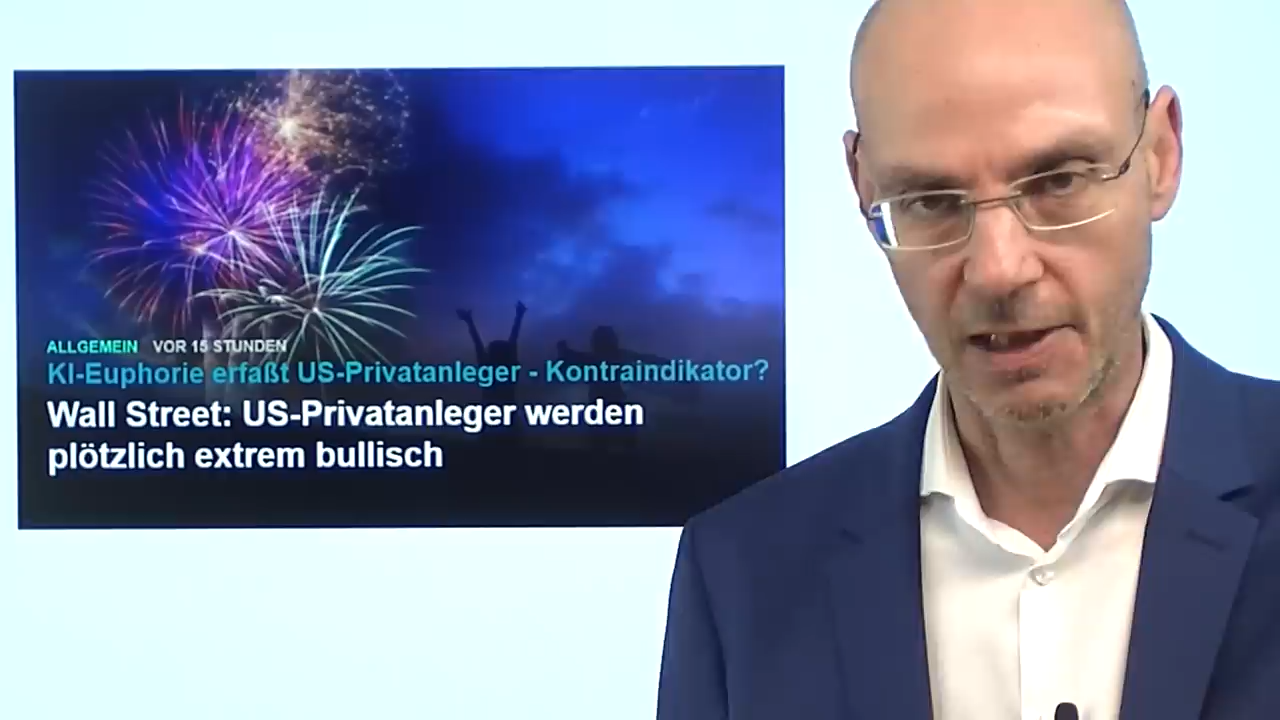 ALLGEMEIN VOR 15 STUNDEN
KI-Euphorie erfaßt US-Privatanleger - Kontraindikator?
Wall Street: US-Privatanleger werden
plötzlich extrem bullisch